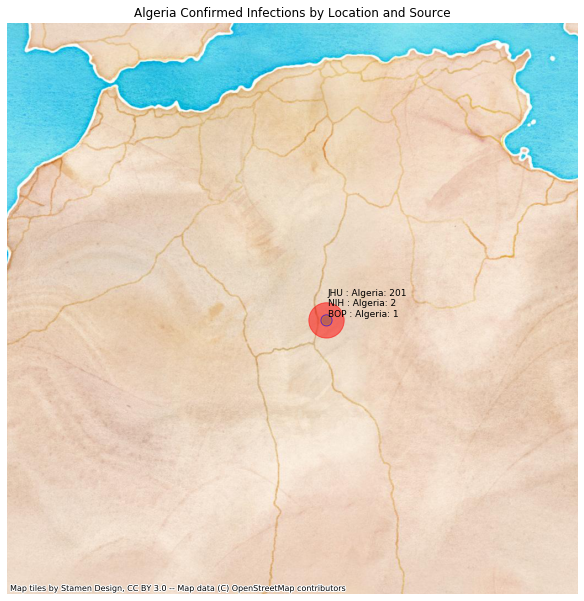 Algeria Confirmed Infections by Location and Source
JHU : Algeria: 201
NIH : Algeria: 2
BOP : Algeria: 1
Map tiles by Stamen Design, CC BY 3.0 -- Map data (C) OpenStreetMap contributors